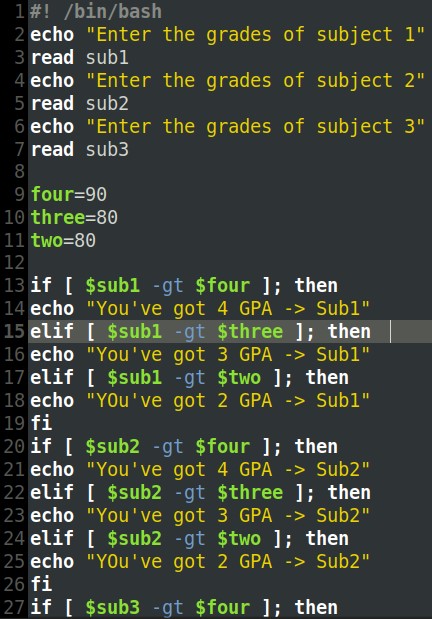 1 #! /bin/bash
2 echo "Enter the grades of subject 1"
3 read sub1
4 echo "Enter the grades of subject 2"
5 read sub2
6 echo "Enter the grades of subject 3"
7 read sub3
8
9 four=90
10 three=80
11 two=80
12
13 if [ $sub1 -gt $four ]; then
14 echo "You've got 4 GPA -> Sub1"
15 elif [ $sub1 -gt $three ]; then
16 echo "You've got 3 GPA -> Sub1"
17 elif [ $sub1 -gt $two ]; then
18 echo "YOu've got 2 GPA -> Sub1"
19 fi
20 if [ $sub2 -gt $four ]; then
21 echo "You've got 4 GPA -> Sub2"
22 elif [ $sub2 -gt $three ]; then
23 echo "You've got 3 GPA -> Sub2"
24 elif [ $sub2 -gt $two ]; then
25 echo "YOu've got 2 GPA -> Sub2"
26 fi
27 if [ $sub3 -gt $four ]; then